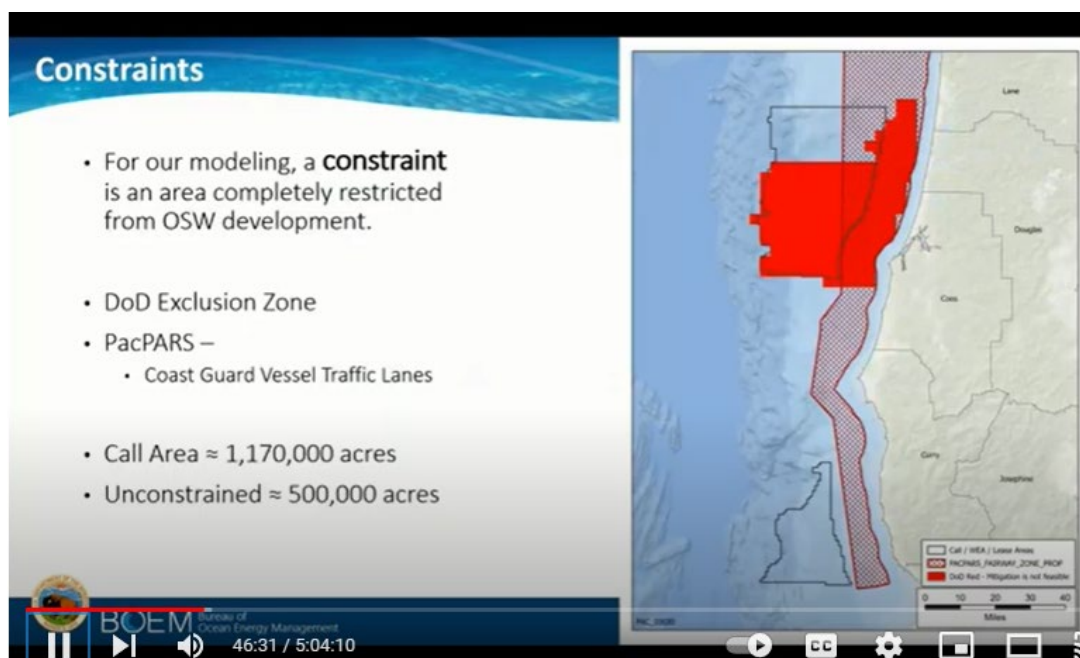 Constraints
• For our modeling, a constraint
is an area completely restricted
from OSW development.
• DoD Exclusion Zone
• PacPARS –
• Coast Guard Vessel Traffic Lanes
• Call Area ≈ 1,170,000 acres
• Unconstrained ≈ 500,000 acres
BOEM
Bureau of
Ocean Energy Management
46:31 / 5:04:10
CC
Lane
Douglas
Coos
Curry
Josephine
Call / WEA / Lease Areas
PACPARS_FAIRWAY_ZONE_PROP
DoD Red - Mitigation is not feasible
0 10 20 30 40
Miles